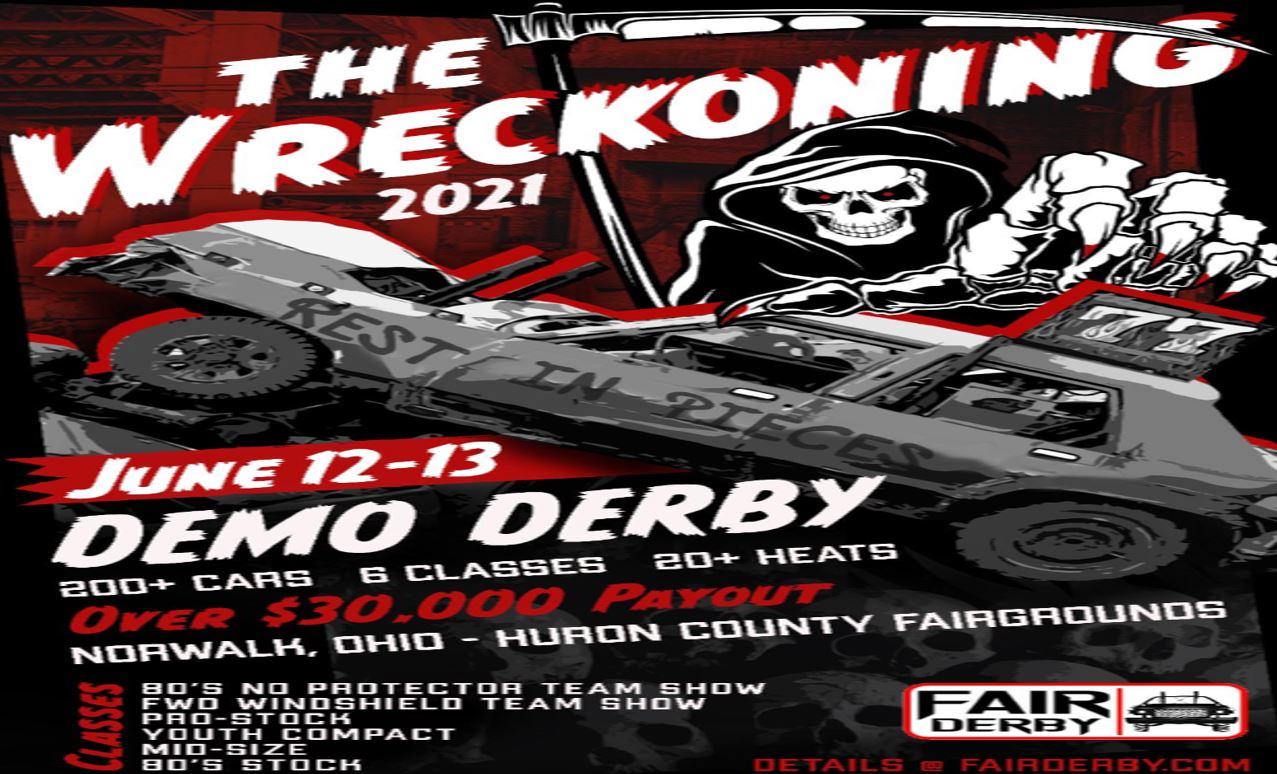 THE
WRECKONING
2021
REST IN PIECES
77
JUNE 12-13
DEMO DERBY
200+ CARS 6 CLASSES 20+ HEATS
OVER $30,000 PAYOUT
NORWALK, OHIO - HURON COUNTY FAIRGROUNDS
CLASSES
80'S NO PROTECTOR TEAM SHOW
FWD WINDSHIELD TEAM SHOW
PRO-STOCK
YOUTH COMPACT
MID-SIZE
80'S STOCK
FAIR
DERBY
DETAILS @ FAIRDERBY.COM